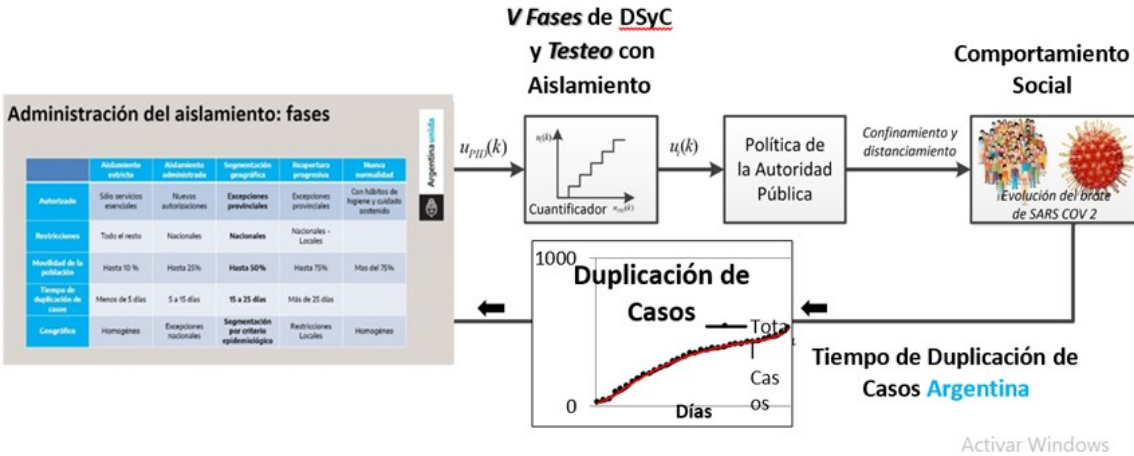 V Fases de DSyC
y Testeo con
Aislamiento
Comportamiento
Social
Administración del aislamiento: fases
Argentina unida
Aislamiento estricto
Aislamiento administrado
Segmentación geográfica
Reapertura progresiva
Nueva normalidad
Autorizado
Sólo servicios esenciales
Nuevas autorizaciones
Excepciones provinciales
Excepciones provinciales
Con hábitos de higiene y cuidado sostenido
Restricciones
Todo el resto
Nacionales
Nacionales
Nacionales - Locales
Movilidad de la población
Hasta 10 %
Hasta 25%
Hasta 50%
Hasta 75%
Mas del 75%
Tiempo de duplicación de casos
Menos de 5 días
5 a 15 días
15 a 25 días
Más de 25 días
Geográfico
Homogéneo
Excepciones nacionales
Segmentación por criterio epidemiológico
Restricciones Locales
Homogéneo
u_PID(k)
u_i(k)
u_PID(k)
Cuantificador
u_i(k)
Política de
la Autoridad
Pública
Confinamiento y
distanciamiento
Evolución del brote
de SARS COV 2
1000
Duplicación de
Casos
Tota
l
Cas
os
0
Días
Tiempo de Duplicación de
Casos Argentina
Activar Windows